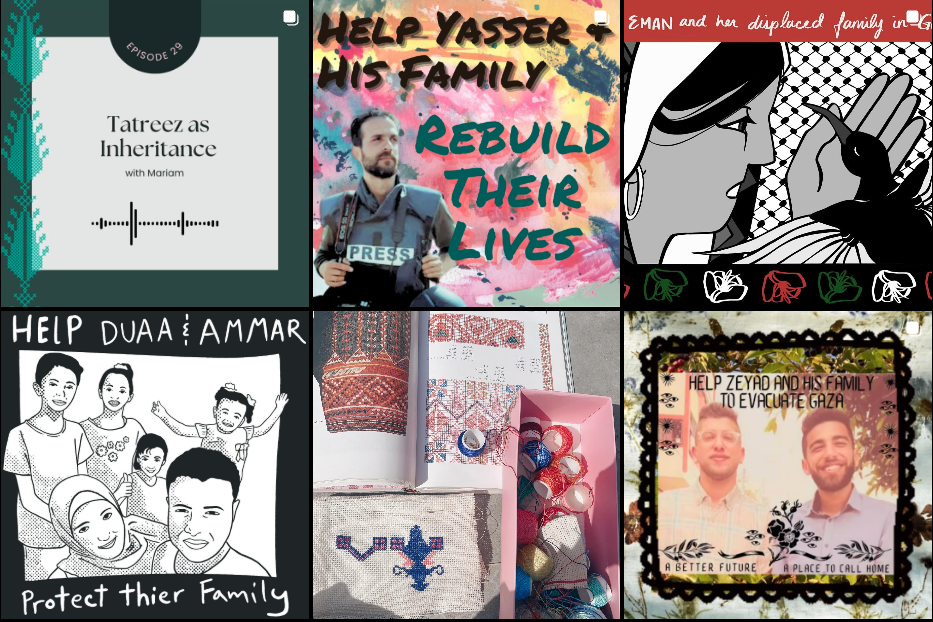 EPISODE 29
Tatreez as
Inheritance
with Mariam
HELP YASSER &
HIS FAMILY
REBUILD
THEIR
LIVES
PRESS
EMAN and her displaced family in
HELP DUAA & AMMAR
Protect thier Family
HELP ZEYAD AND HIS FAMILY
TO EVACUATE GAZA
A BETTER FUTURE
A PLACE TO CALL HOME